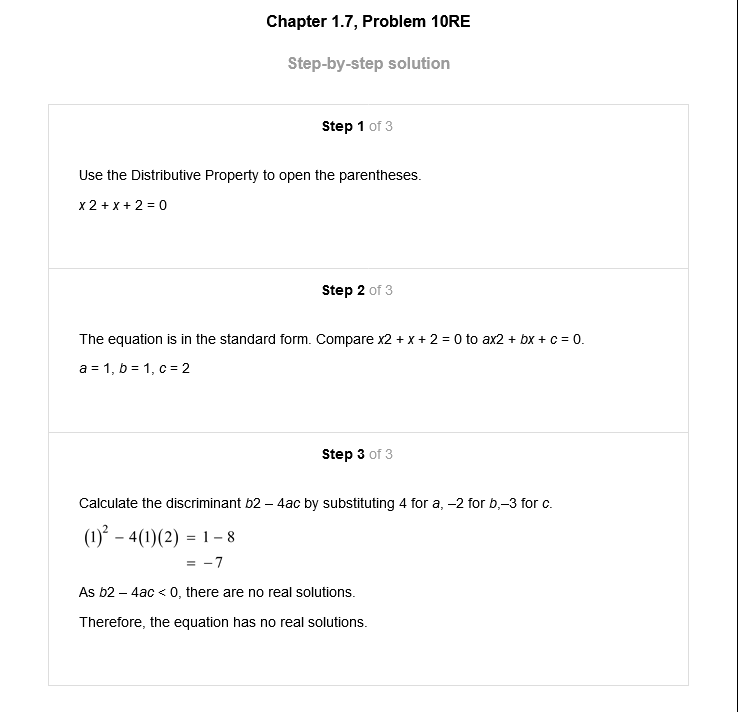 Chapter 1.7, Problem 10RE
Step-by-step solution
Step 1 of 3
Use the Distributive Property to open the parentheses.
x 2 + x + 2 = 0
Step 2 of 3
The equation is in the standard form. Compare x2 + x + 2 = 0 to ax2 + bx + c = 0.
a = 1, b = 1, c = 2
Step 3 of 3
Calculate the discriminant b2 – 4ac by substituting 4 for a, –2 for b,–3 for c.
(1)² – 4(1)(2) = 1 – 8
= –7
As b2 – 4ac < 0, there are no real solutions.
Therefore, the equation has no real solutions.